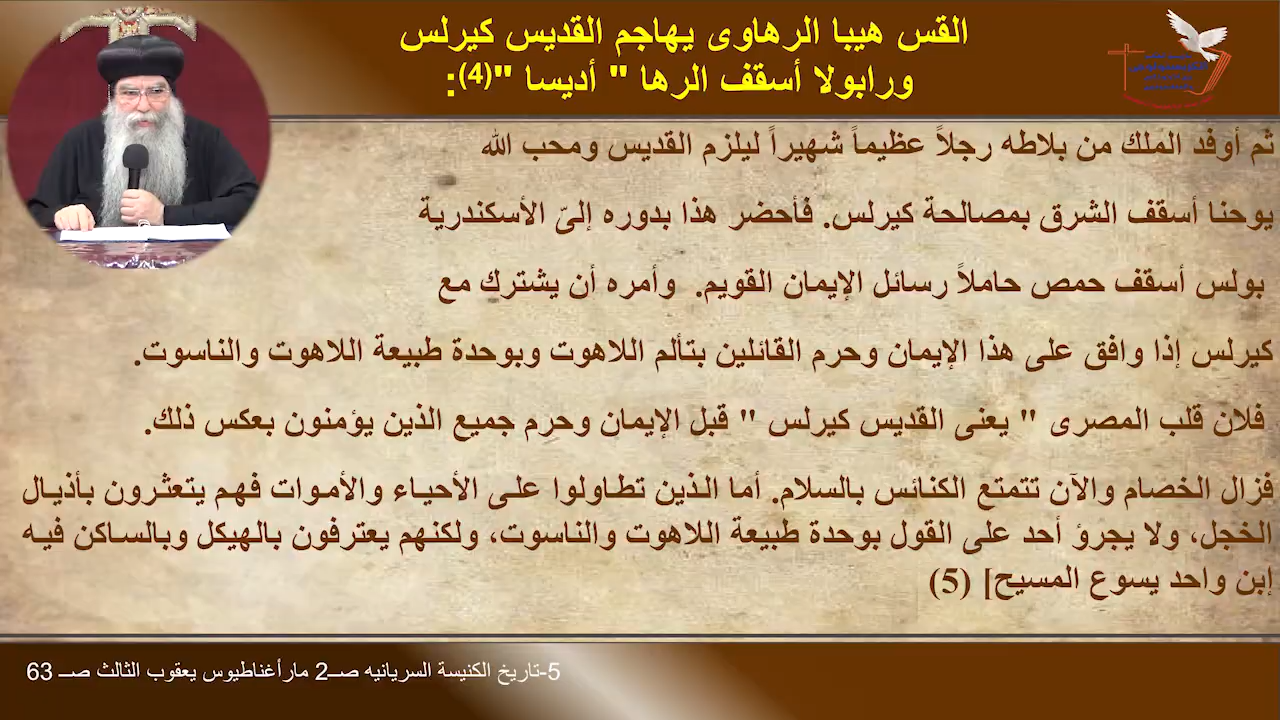 القس هيبا الرهاوى يهاجم القديس كيرلس
ورابولا أسقف الرها " أديسا "(4):
ثم أوفد المَلك من بلاطه رجلاً عظيماً شهيراً ليلزم القديس ومحب الله
يوحنا أسقف الشرق بمصالحة كيرلس. فأحضر هذا بدوره إلىّ الأسكندرية
بولس أسقف حمص حاملاً رسائل الإيمان القويم. وأمره أن يشترك مع
كيرلس إذا وافق على هذا الإيمان وحرم القائلين بتألم اللاهوت وبوحدة طبيعة اللاهوت والناسوت.
فلان قلب المصرى " يعنى القديس كيرلس " قبل الإيمان وحرم جميع الذين يؤمنون بعكس ذلك.
فزال الخصام والآن تتمتع الكنائس بالسلام. أما الذين تطاولوا على الأحياء والأموات فهم يتعثرون بأذيال
الخجل، ولا يجرؤ أحد على القول بوحدة طبيعة اللاهوت والناسوت، ولكنهم يعترفون بالهيكل وبالساكن فيه
إبن واحد يسوع المسيح] (5)
5-تاريخ الكنيسة السريانيه صـ2 مارأغناطيوس يعقوب الثالث صـ 63